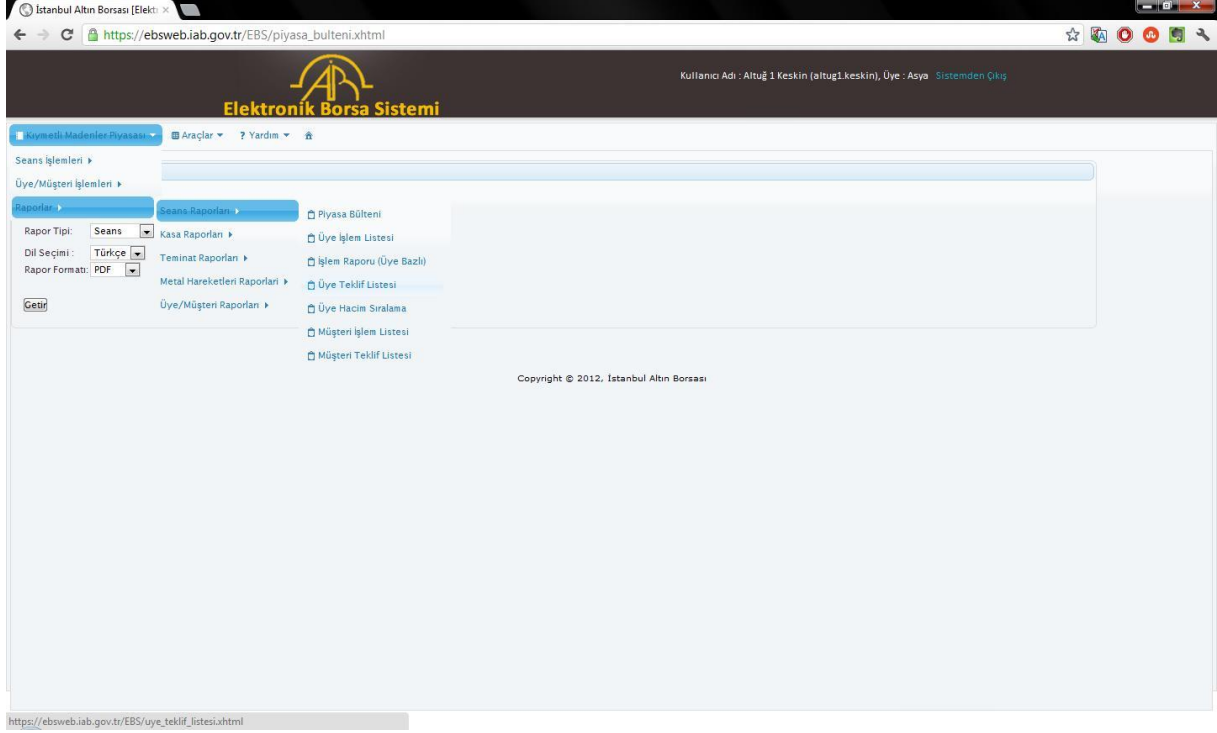 İstanbul Altın Borsası [Elektr
https://ebsweb.iab.gov.tr/EBS/piyasa_bulteni.xhtml
İAB
Elektronik Borsa Sistemi
Kullanıcı Adı : Altuğ 1 Keskin (altug1.keskin), Üye : Asya Sistemden Çıkış
Kıymetli Madenler Piyasası Araçlar ? Yardım
Seans İşlemleri
Üye/Müşteri İşlemleri
Raporlar Seans Raporları Piyasa Bülteni
Rapor Tipi: Seans Kasa Raporları Üye İşlem Listesi
Dil Seçimi : Türkçe Teminat Raporları İşlem Raporu (Üye Bazlı)
Rapor Formatı: PDF
Metal Hareketleri Raporlari Üye Teklif Listesi
Getir Üye/Müşteri Raporları Üye Hacim Sıralama
Müşteri İşlem Listesi
Müşteri Teklif Listesi
Copyright © 2012, İstanbul Altın Borsası
https://ebsweb.iab.gov.tr/EBS/uye_teklif_listesi.xhtml